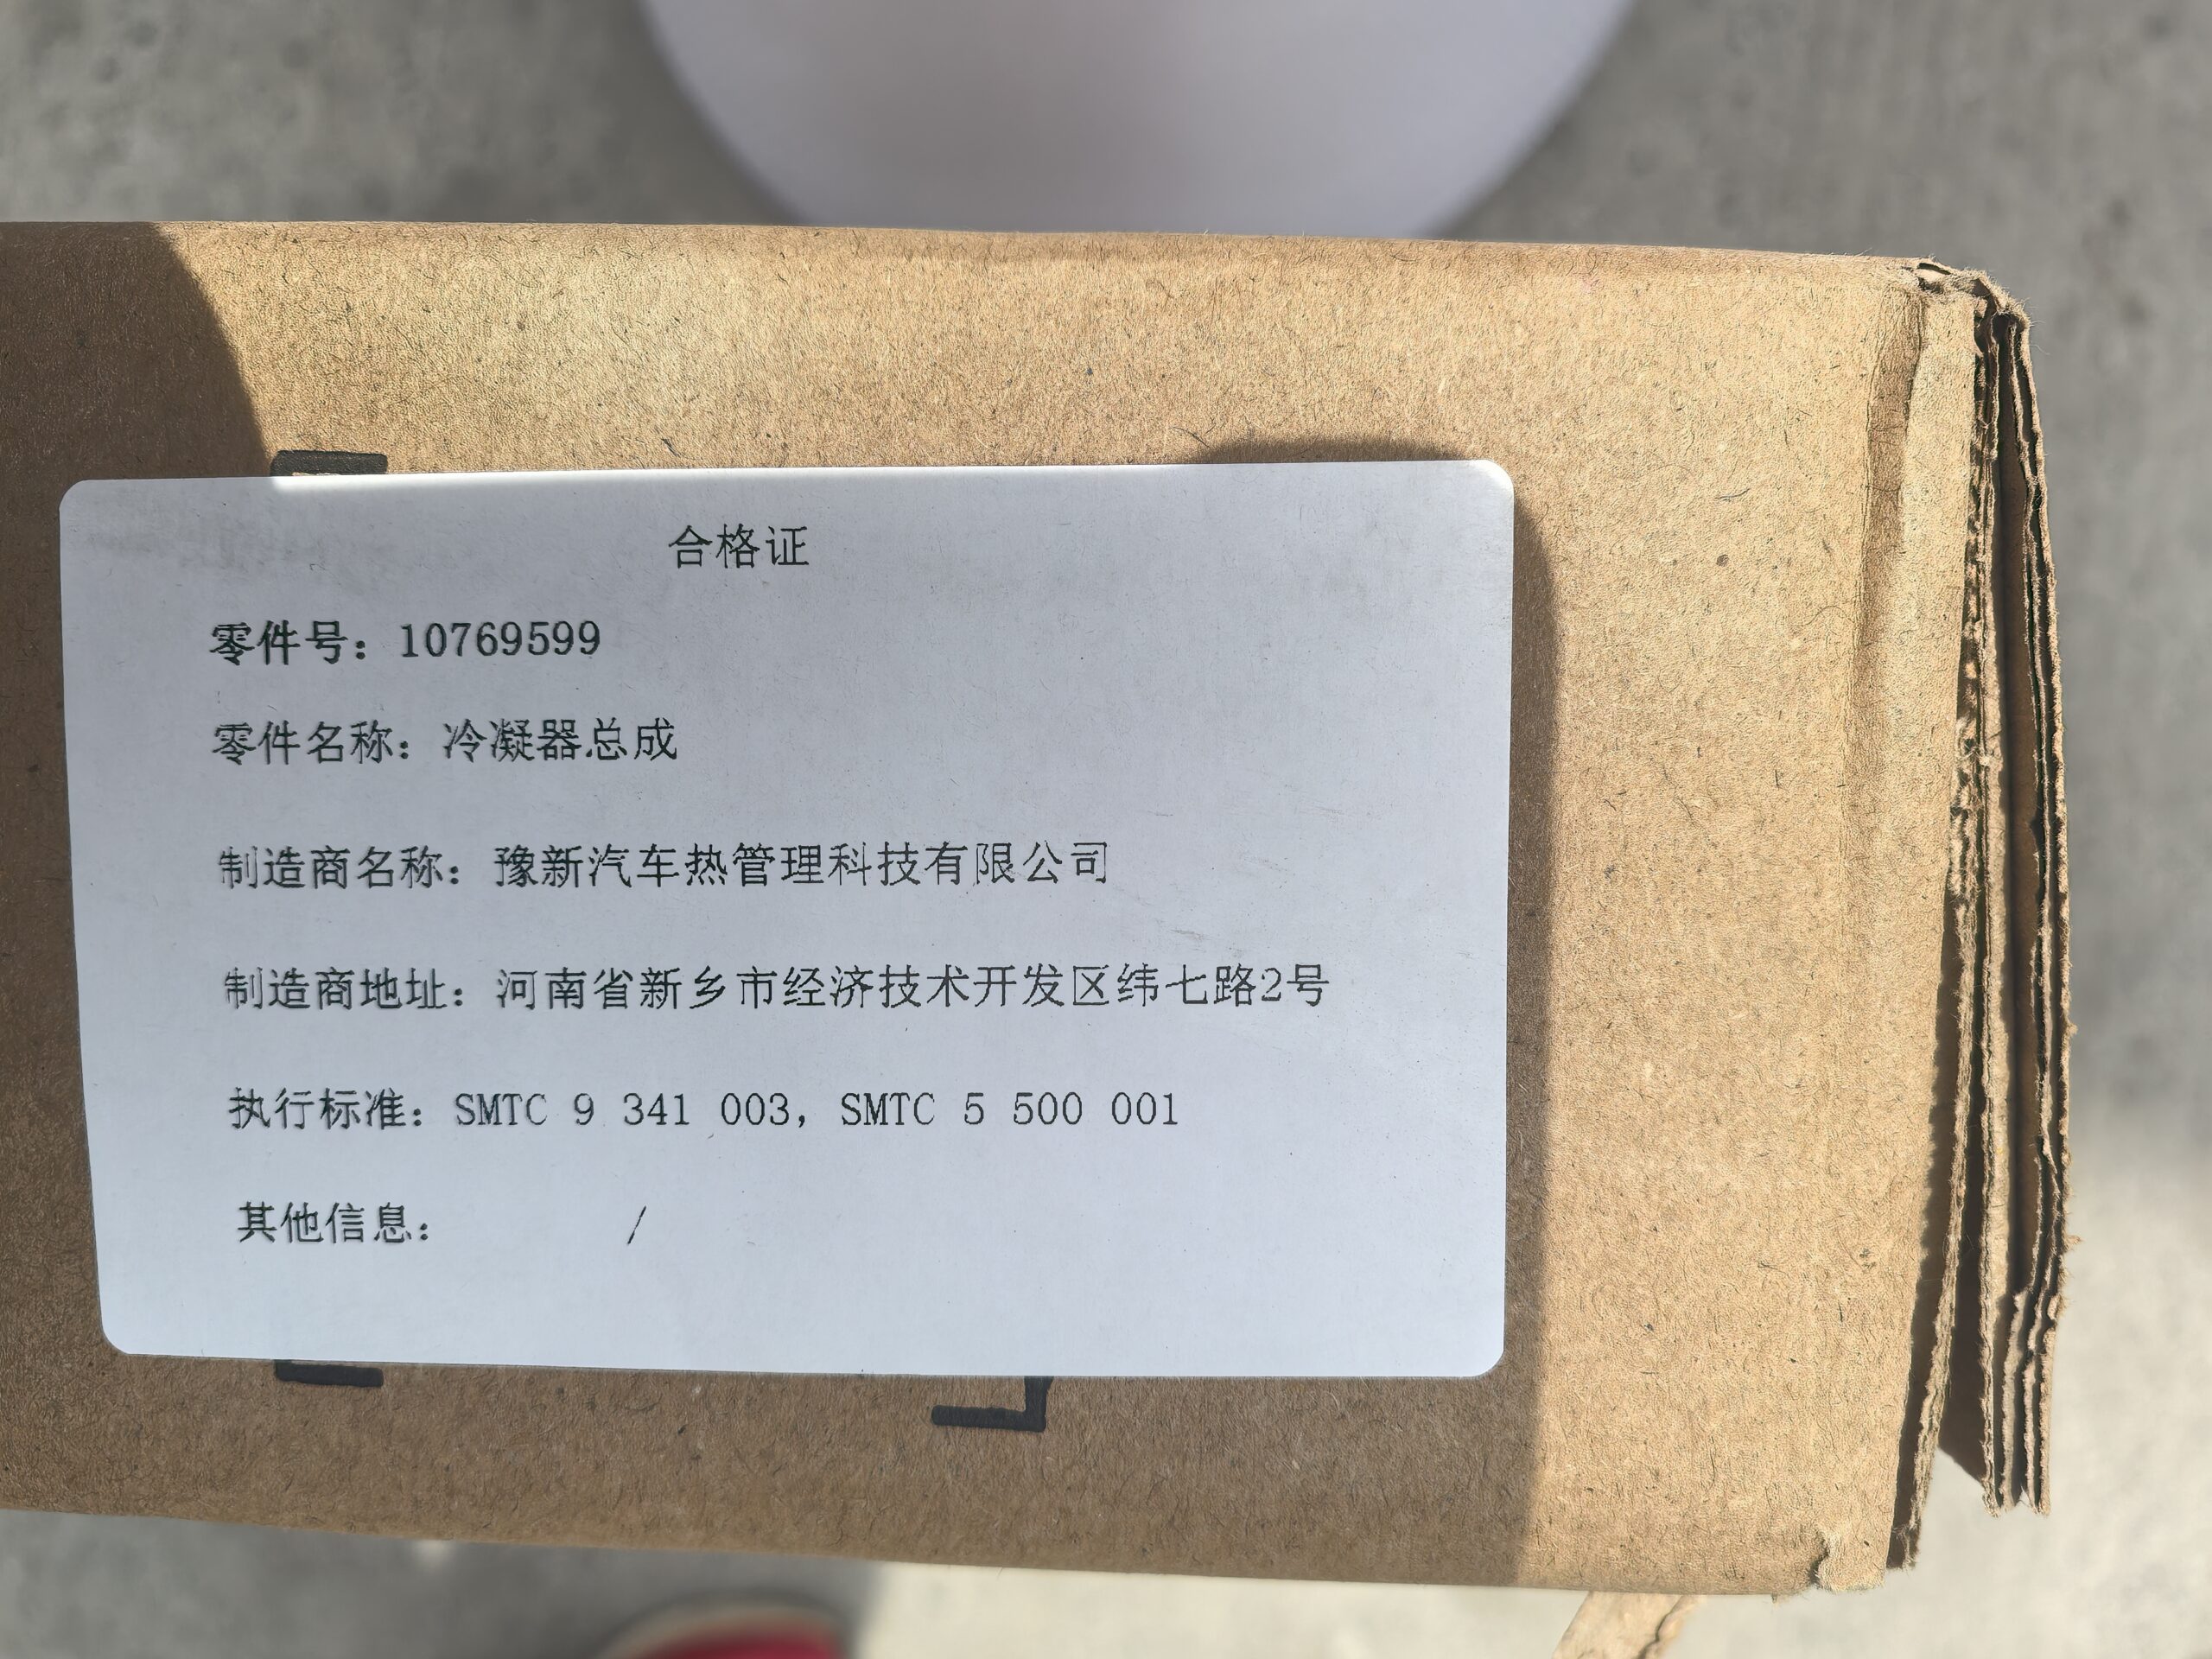 合格证
零件号：10769599
零件名称：冷凝器总成
制造商名称：豫新汽车热管理科技有限公司
制造商地址：河南省新乡市经济技术开发区纬七路2号
执行标准：SMTC 9 341 003, SMTC 5 500 001
其他信息： /